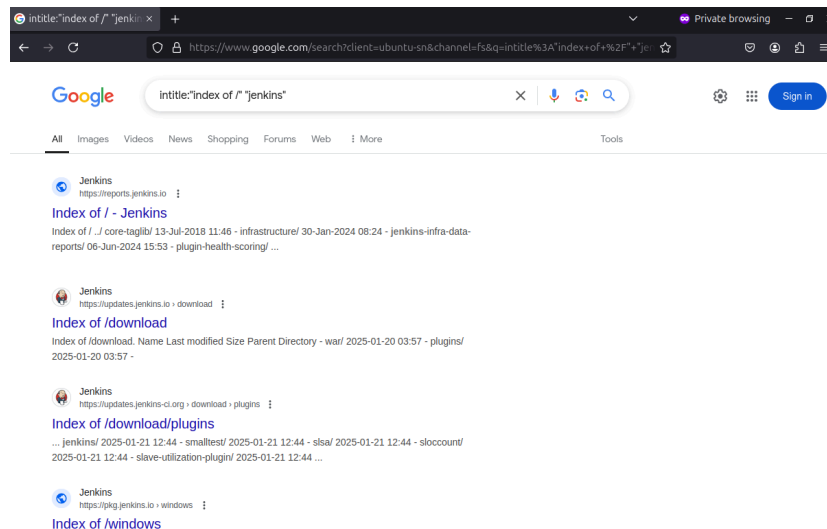 intitle:"index of /" "jenkin
Private browsing
https://www.google.com/search?client=ubuntu-sn&channel=fs&q=intitle%3A"index+of+%2F"+"jen
Google
intitle:"index of /" "jenkins"
Sign in
All Images Videos News Shopping Forums Web More Tools
Jenkins
https://reports.jenkins.io
Index of / - Jenkins
Index of / ../ core-taglib/ 13-Jul-2018 11:46 - infrastructure/ 30-Jan-2024 08:24 - jenkins-infra-data-
reports/ 06-Jun-2024 15:53 - plugin-health-scoring/ ...
Jenkins
https://updates.jenkins.io › download
Index of /download
Index of /download. Name Last modified Size Parent Directory - war/ 2025-01-20 03:57 - plugins/
2025-01-20 03:57 -
Jenkins
https://updates.jenkins-ci.org › download › plugins
Index of /download/plugins
... jenkins/ 2025-01-21 12:44 - smalltest/ 2025-01-21 12:44 - slsa/ 2025-01-21 12:44 - sloccount/
2025-01-21 12:44 - slave-utilization-plugin/ 2025-01-21 12:44 ...
Jenkins
https://pkg.jenkins.io › windows
Index of /windows